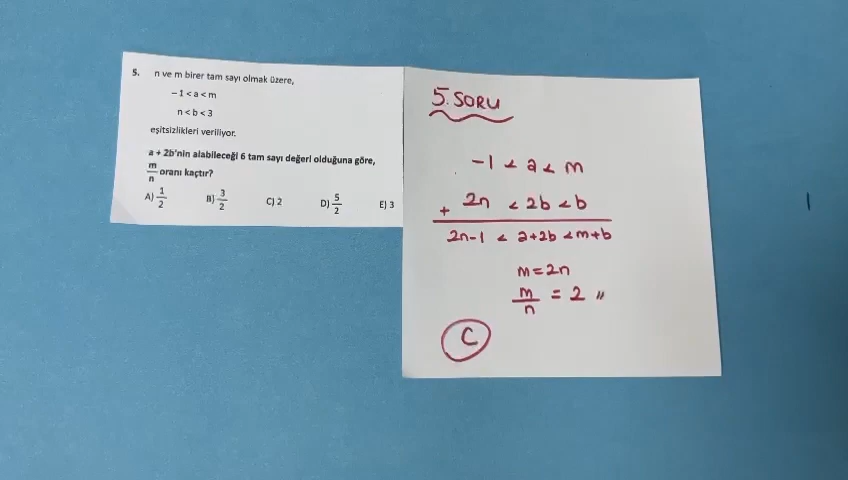 5. n ve m birer tam sayı olmak üzere,
−1 < a < m
n < b < 3
eşitsizlikleri veriliyor.
a + 2b'nin alabileceği 6 tam sayı değeri olduğuna göre,
m/n oranı kaçtır?
A) 1/2 B) 3/2 C) 2 D) 5/2 E) 3
5. SORU
-1 < a < m
+ 2n < 2b < b
2n-1 < a+2b < m+b
m=2n
m/n = 2 //
C